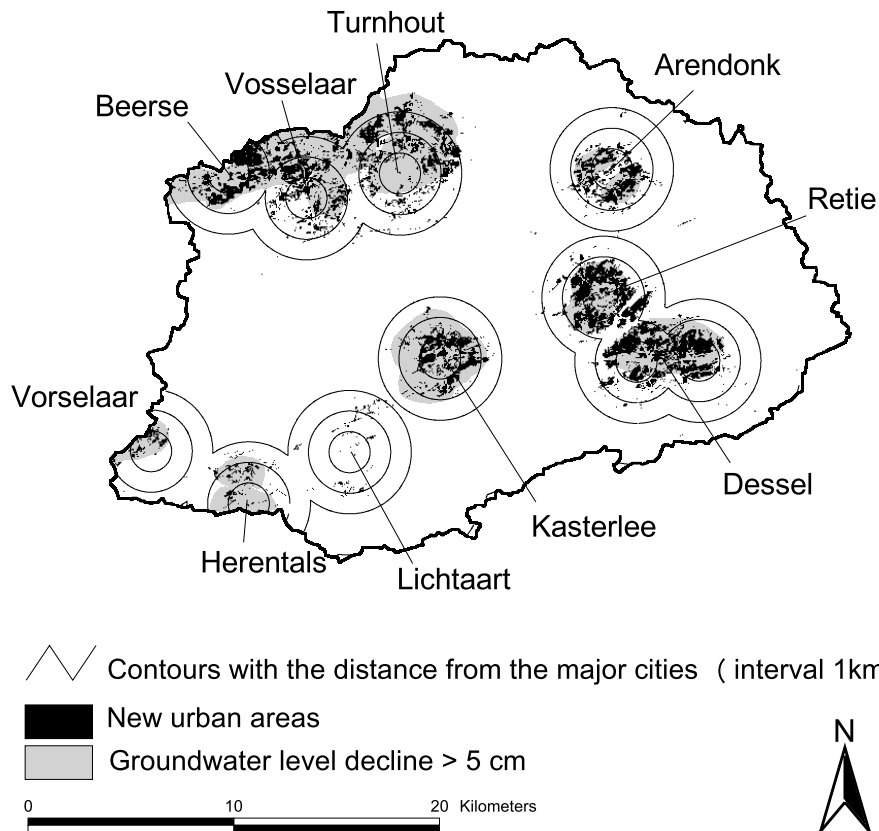 Turnhout
Vosselaar
Arendonk
Beerse
Retie
Vorselaar
Dessel
Kasterlee
Herentals
Lichtaart
Contours with the distance from the major cities ( interval 1km
New urban areas
Groundwater level decline > 5 cm
N
0 10 20 Kilometers